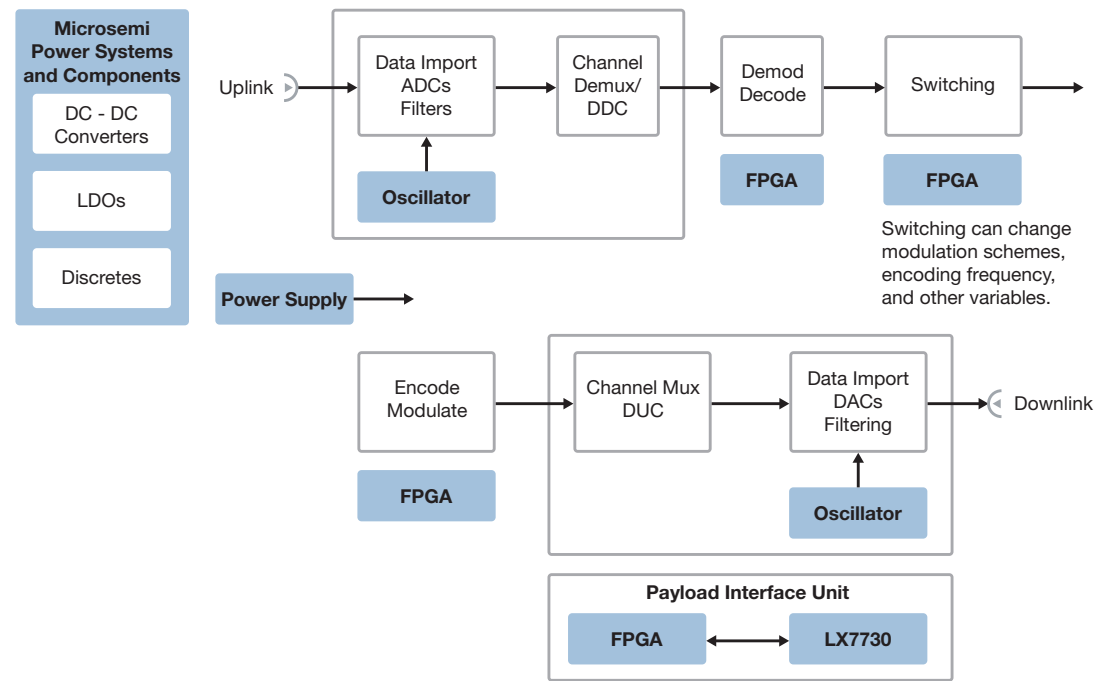 Microsemi
Power Systems
and Components
DC - DC
Converters
LDOs
Discretes
Uplink
Data Import
ADCs
Filters
Channel
Demux/
DDC
Demod
Decode
Switching
Oscillator
FPGA
FPGA
Switching can change
modulation schemes,
encoding frequency,
and other variables.
Power Supply
Encode
Modulate
Channel Mux
DUC
Data Import
DACs
Filtering
Downlink
FPGA
Oscillator
Payload Interface Unit
FPGA
LX7730